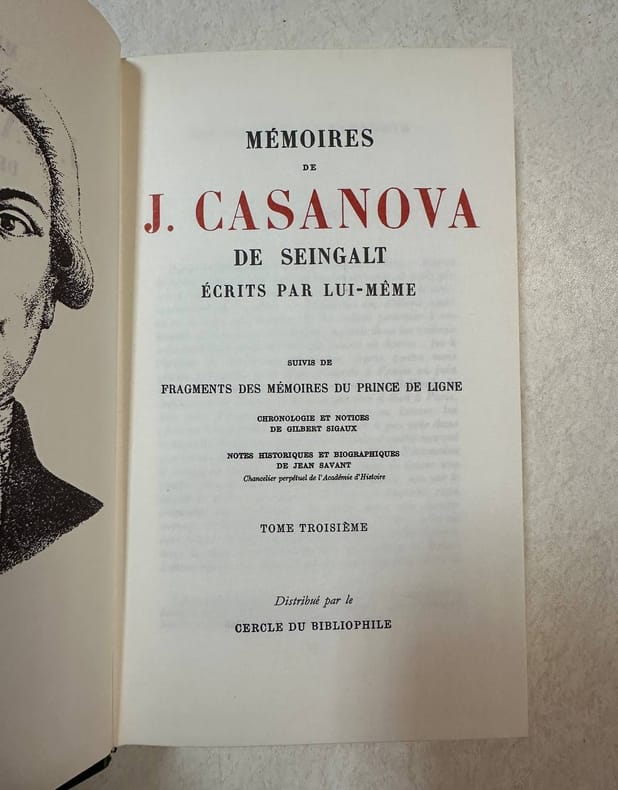 MÉMOIRES
DE
J. CASANOVA
DE SEINGALT
ÉCRITS PAR LUI-MÊME
SUIVIS DE
FRAGMENTS DES MÉMOIRES DU PRINCE DE LIGNE
CHRONOLOGIE ET NOTICES
DE GILBERT SIGAUX
NOTES HISTORIQUES ET BIOGRAPHIQUES
DE JEAN SAVANT
Chancelier perpétuel de l'Académie d'Histoire
TOME TROISIÈME
Distribué par le
CERCLE DU BIBLIOPHILE